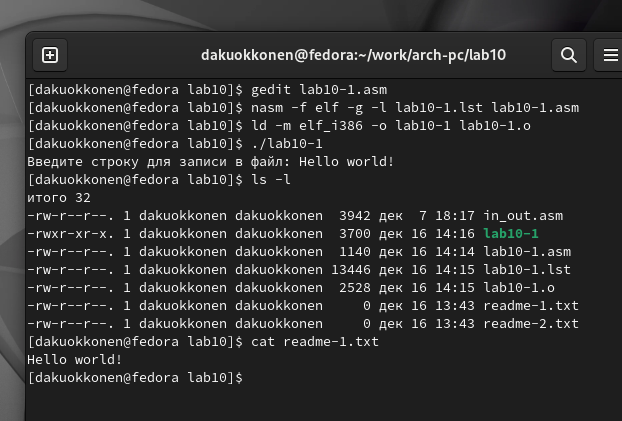 dakuokkonen@fedora:~/work/arch-pc/lab10
[dakuokkonen@fedora lab10]$ gedit lab10-1.asm
[dakuokkonen@fedora lab10]$ nasm -f elf -g -l lab10-1.lst lab10-1.asm
[dakuokkonen@fedora lab10]$ ld -m elf_i386 -o lab10-1 lab10-1.o
[dakuokkonen@fedora lab10]$ ./lab10-1
Введите строку для записи в файл: Hello world!
[dakuokkonen@fedora lab10]$ ls -l
итого 32
-rw-r--r--. 1 dakuokkonen dakuokkonen  3942 дек  7 18:17 in_out.asm
-rwxr-xr-x. 1 dakuokkonen dakuokkonen  3700 дек 16 14:16 lab10-1
-rw-r--r--. 1 dakuokkonen dakuokkonen  1140 дек 16 14:14 lab10-1.asm
-rw-r--r--. 1 dakuokkonen dakuokkonen 13446 дек 16 14:15 lab10-1.lst
-rw-r--r--. 1 dakuokkonen dakuokkonen  2528 дек 16 14:15 lab10-1.o
-rw-r--r--. 1 dakuokkonen dakuokkonen     0 дек 16 13:43 readme-1.txt
-rw-r--r--. 1 dakuokkonen dakuokkonen     0 дек 16 13:43 readme-2.txt
[dakuokkonen@fedora lab10]$ cat readme-1.txt
Hello world!
[dakuokkonen@fedora lab10]$